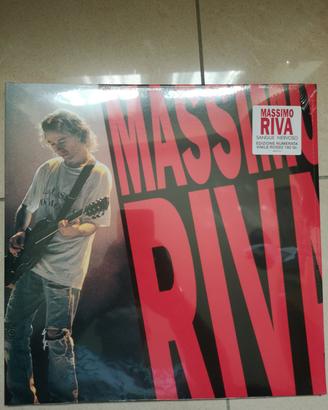 MASSIMO
RIVA
MASSIMO
RIVA
SANGUE NERVOSO
EDIZIONE NUMERATA
VINILE ROSSO 180 Gr.